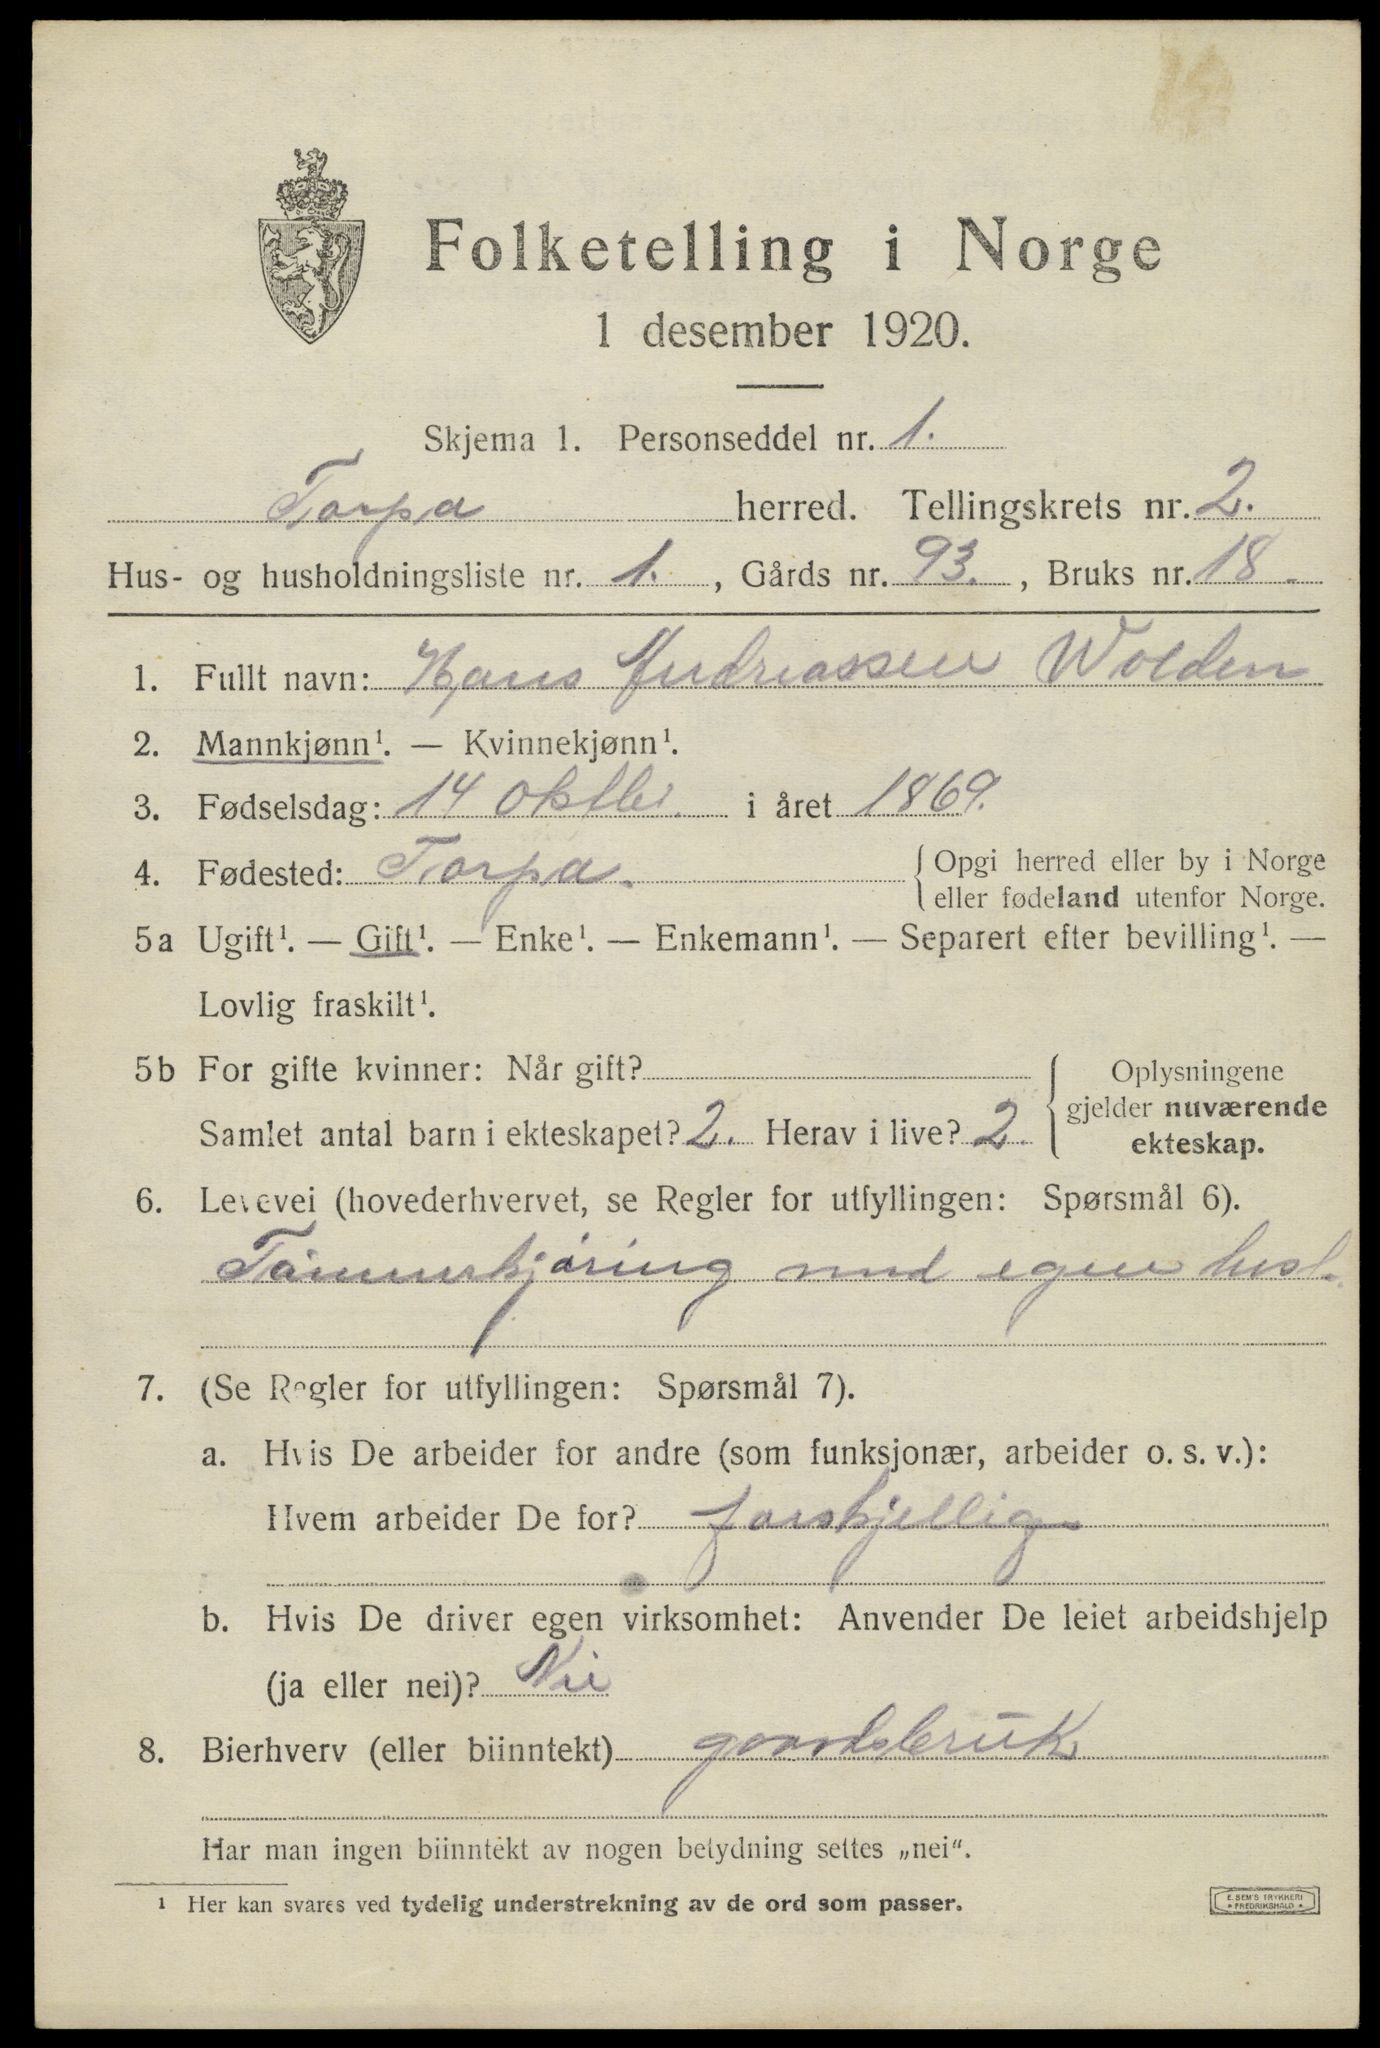 Folketelling i Norge
1 desember 1920.
Skjema 1. Personseddel nr. 1.
Torpa herred. Tellingskrets nr. 2.
Hus- og husholdningsliste nr. 1., Gårds nr. 93., Bruks nr. 18.
1. Fullt navn: Hans Andreassen Wolden
2. Mannkjønn¹. — Kvinnekjønn¹.
3. Fødselsdag: 14 oktbr. i året 1869.
4. Fødested: Torpa. { Opgi herred eller by i Norge
eller fødeland utenfor Norge.
5a Ugift¹. — Gift¹. — Enke¹. — Enkemann¹. — Separert efter bevilling¹. —
Lovlig fraskilt¹.
5b For gifte kvinner: Når gift? { Oplysningene
gjelder nuværende
Samlet antal barn i ekteskapet? 2. Herav i live? 2.
ekteskap.
6. Levevei (hovederhvervet, se Regler for utfyllingen: Spørsmål 6).
Tømmerkjøring med egen hest.
7. (Se Regler for utfyllingen: Spørsmål 7).
a. Hvis De arbeider for andre (som funksjonær, arbeider o. s. v.):
Hvem arbeider De for? forskjellig
b. Hvis De driver egen virksomhet: Anvender De leiet arbeidshjelp
(ja eller nei)? Nei
8. Bierhverv (eller biinntekt) gaardsbruk
Har man ingen biinntekt av nogen betydning settes „nei“.
¹ Her kan svares ved tydelig understrekning av de ord som passer.
E. SEM'S TRYKKERI
* FREDRIKSHALD *